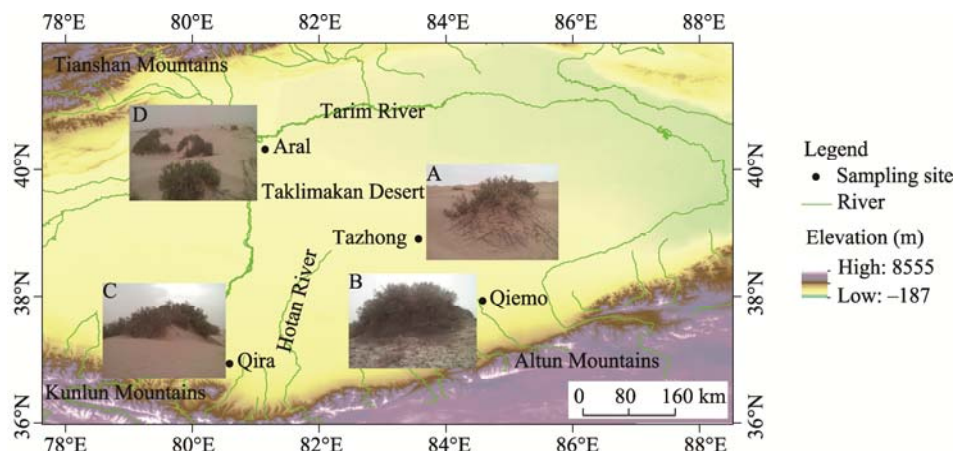 78°E 80°E 82°E 84°E 86°E 88°E
Tianshan Mountains
Tarim River
D
Aral
40°N 40°N
Taklimakan Desert
A
Tazhong
38°N 38°N
C
Hotan River
B
Qiemo
Qira
Altun Mountains
Kunlun Mountains
0 80 160 km
36°N 36°N
78°E 80°E 82°E 84°E 86°E 88°E
Legend
Sampling site
River
Elevation (m)
High: 8555
Low: –187